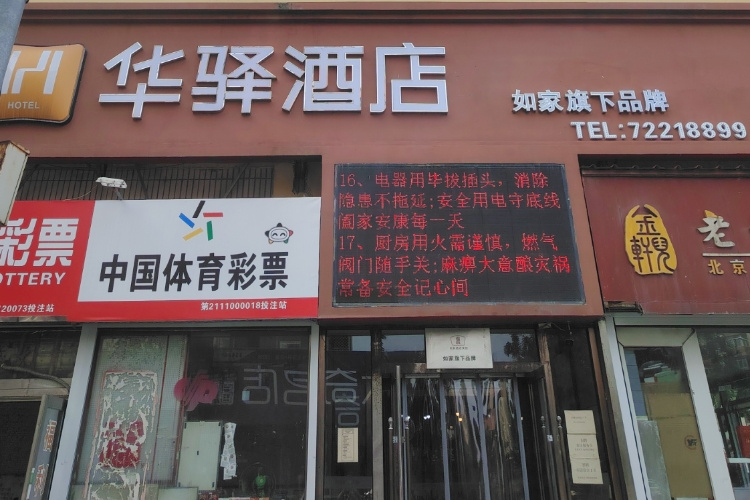 HOTEL
华驿酒店
如家旗下品牌
TEL:72218899
16、电器用毕拔插头，消除
隐患不拖延;安全用电守底线
阖家安康每一天
17、厨房用火需谨慎，燃气
阀门随手关;麻痹大意酿灾祸
常备安全记心间
彩票
LOTTERY
20073投注站
中国体育彩票
第2111000018投注站
金軒兒
老
北京
如家旗下品牌